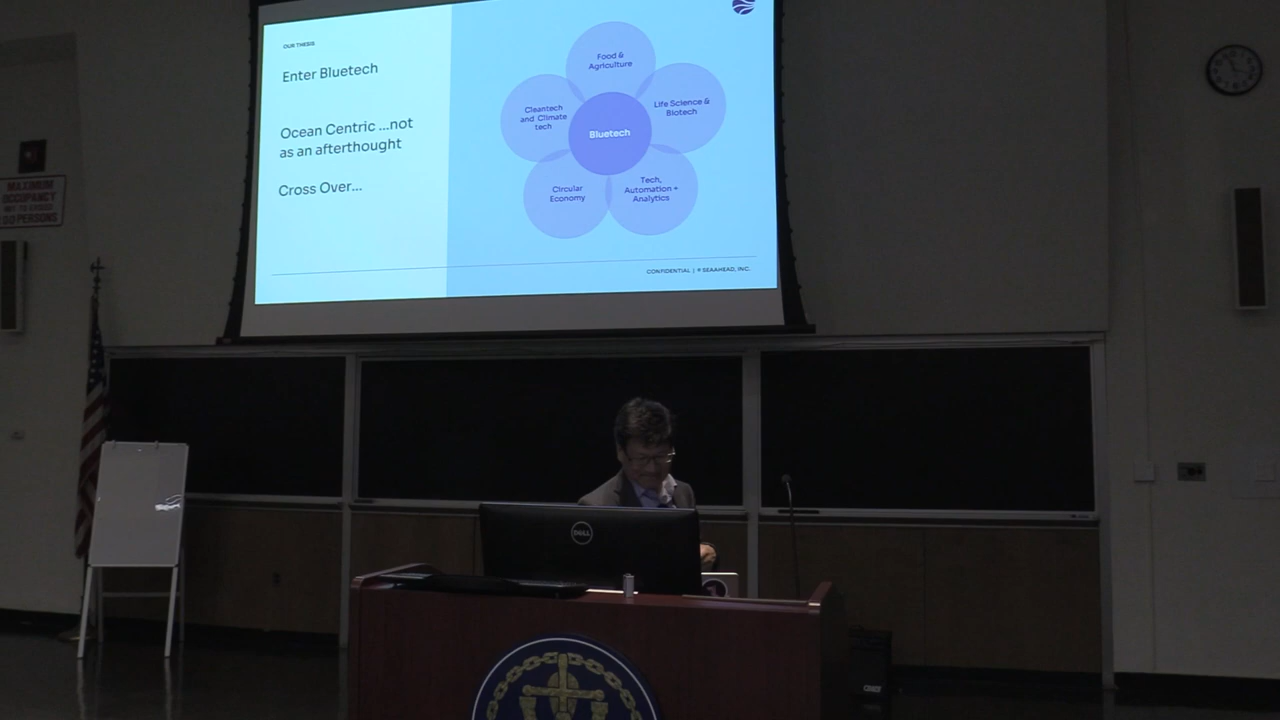 OUR THESIS
Enter Bluetech
Ocean Centric ...not
as an afterthought
Cross Over...
Food &
Agriculture
Cleantech
and Climate
tech
Life Science &
Biotech
Bluetech
Circular
Economy
Tech,
Automation +
Analytics
CONFIDENTIAL | SEAAHEAD, INC.
MAXIMUM
OCCUPANCY
PERSONS
DELL